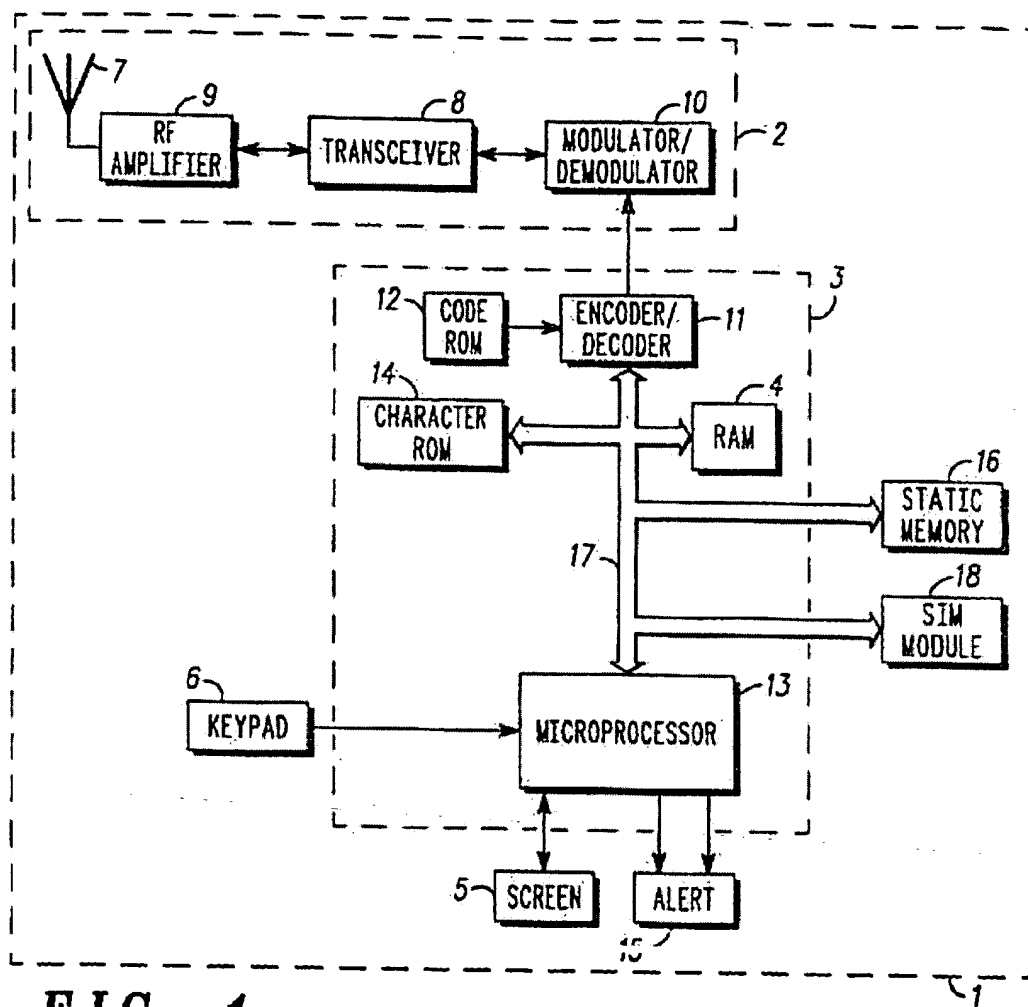 7
9
RF
AMPLIFIER
8
TRANSCEIVER
10
MODULATOR/
DEMODULATOR
2
3
12
CODE
ROM
ENCODER/
DECODER
11
14
CHARACTER
ROM
4
RAM
16
STATIC
MEMORY
17
18
SIM
MODULE
6
KEYPAD
13
MICROPROCESSOR
5
SCREEN
ALERT
15
1
FIG. 1